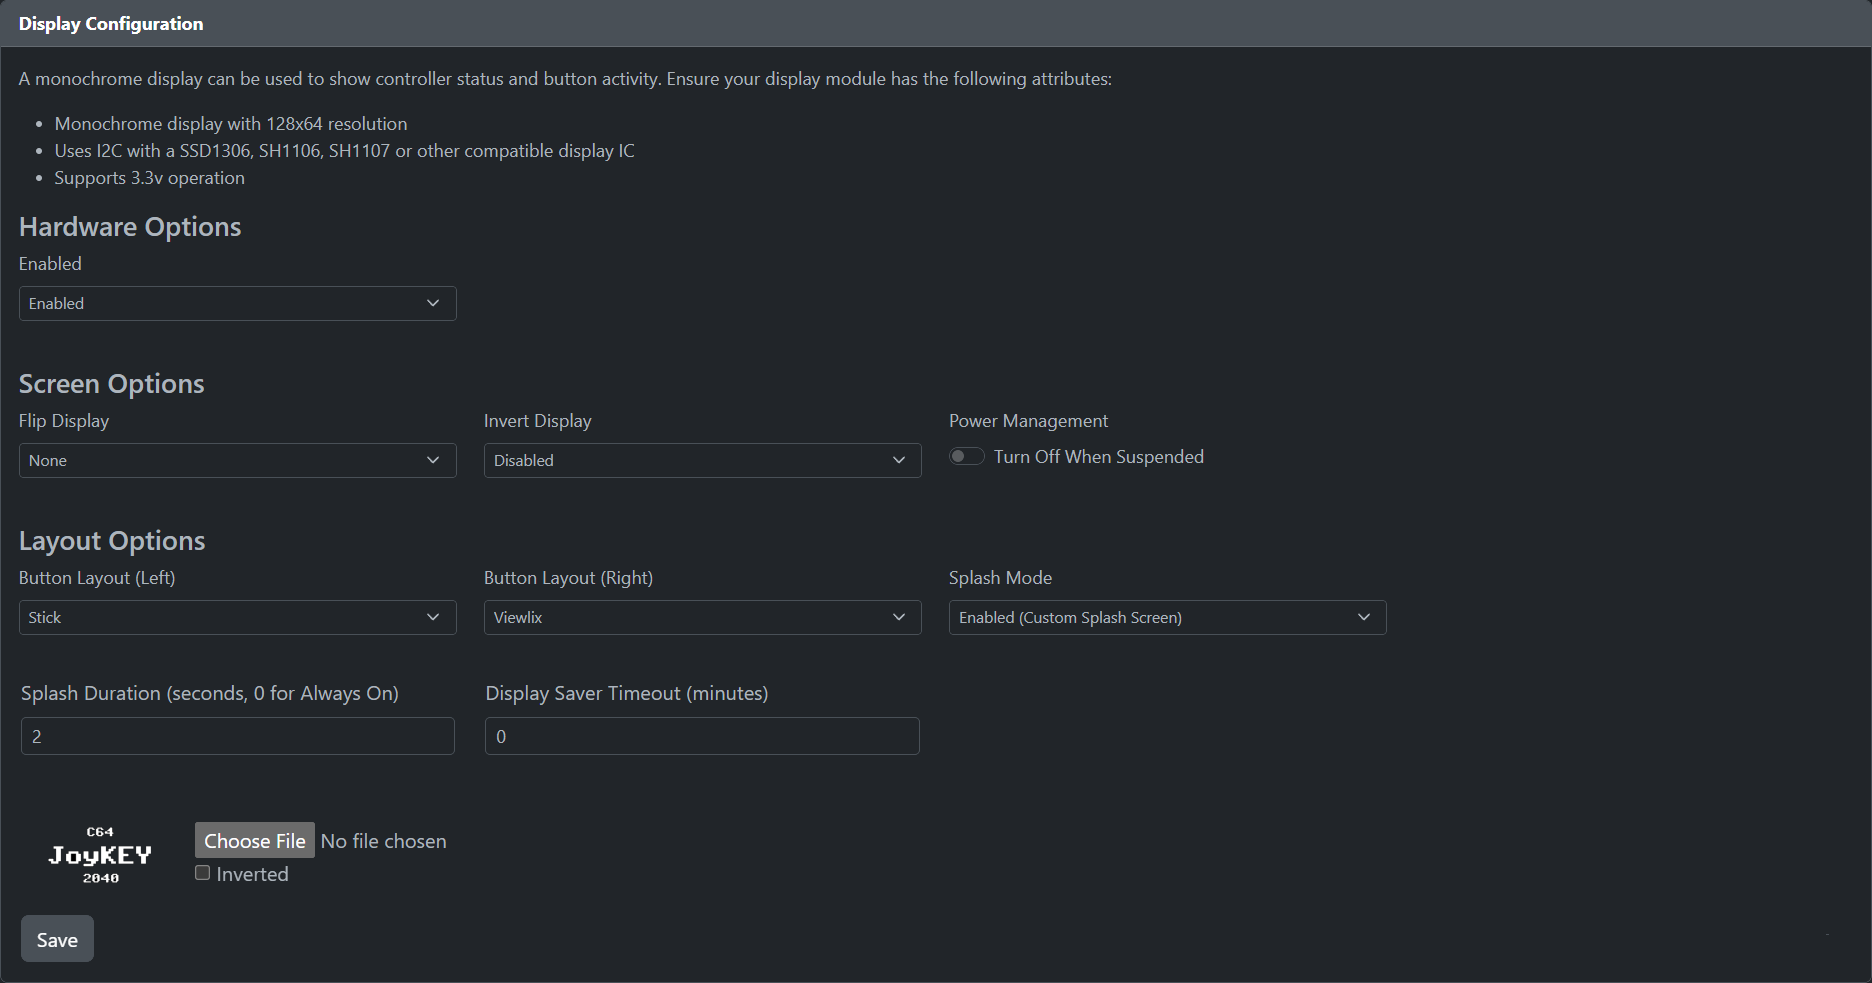 Display Configuration
A monochrome display can be used to show controller status and button activity. Ensure your display module has the following attributes:
Monochrome display with 128x64 resolution
Uses I2C with a SSD1306, SH1106, SH1107 or other compatible display IC
Supports 3.3v operation
Hardware Options
Enabled
Enabled
Screen Options
Flip Display
None
Invert Display
Disabled
Power Management
Turn Off When Suspended
Layout Options
Button Layout (Left)
Stick
Button Layout (Right)
Viewlix
Splash Mode
Enabled (Custom Splash Screen)
Splash Duration (seconds, 0 for Always On)
2
Display Saver Timeout (minutes)
0
C64
JoyKEY
2040
Choose File No file chosen
Inverted
Save